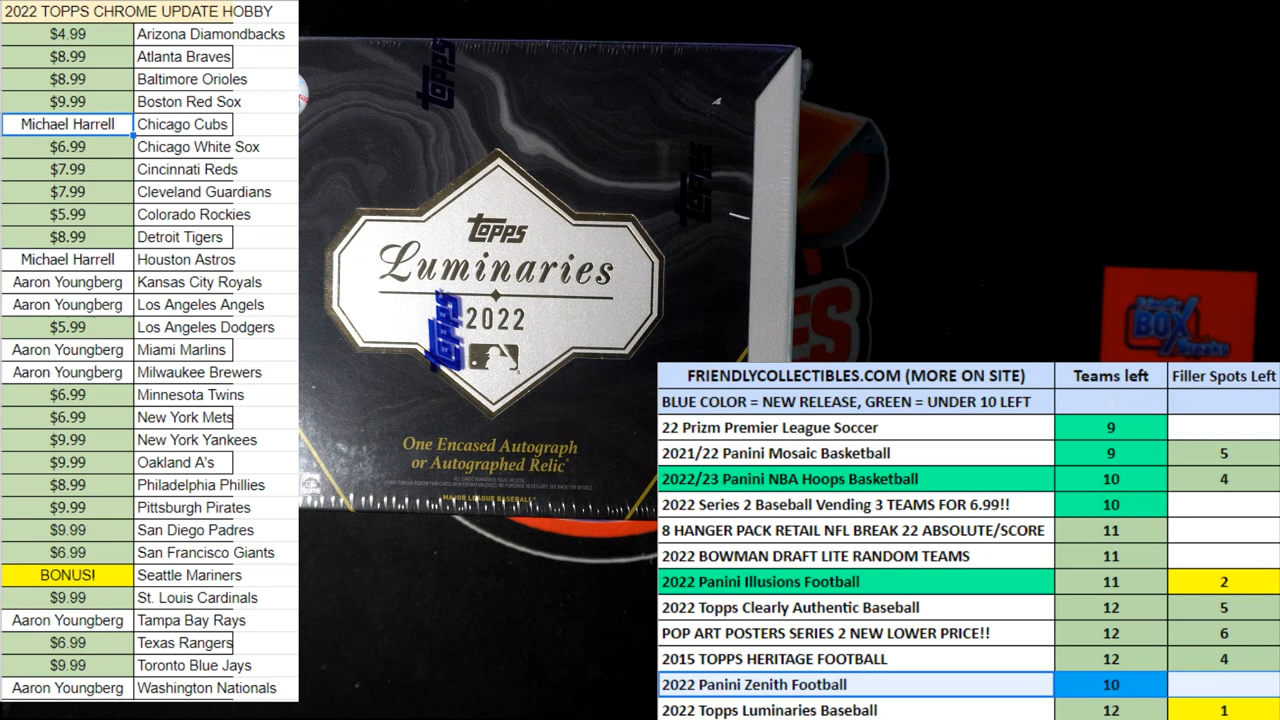 2022 TOPPS CHROME UPDATE HOBBY
$4.99 Arizona Diamondbacks
$8.99 Atlanta Braves
$8.99 Baltimore Orioles
$9.99 Boston Red Sox
Michael Harrell Chicago Cubs
$6.99 Chicago White Sox
$7.99 Cincinnati Reds
$7.99 Cleveland Guardians
$5.99 Colorado Rockies
$8.99 Detroit Tigers
Michael Harrell Houston Astros
Aaron Youngberg Kansas City Royals
Aaron Youngberg Los Angeles Angels
$5.99 Los Angeles Dodgers
Aaron Youngberg Miami Marlins
Aaron Youngberg Milwaukee Brewers
$6.99 Minnesota Twins
$6.99 New York Mets
$9.99 New York Yankees
$9.99 Oakland A's
$8.99 Philadelphia Phillies
$9.99 Pittsburgh Pirates
$9.99 San Diego Padres
$6.99 San Francisco Giants
BONUS! Seattle Mariners
$9.99 St. Louis Cardinals
Aaron Youngberg Tampa Bay Rays
$6.99 Texas Rangers
$9.99 Toronto Blue Jays
Aaron Youngberg Washington Nationals
topps
topps
topps
Luminaries
2022
topps
One Encased Autograph
or Autographed Relic*
MAJOR LEAGUE BASEBALL
ES
Friendly
BOX
Breaks
FRIENDLYCOLLECTIBLES.COM (MORE ON SITE) Teams left Filler Spots Left
BLUE COLOR = NEW RELEASE, GREEN = UNDER 10 LEFT
22 Prizm Premier League Soccer 9
2021/22 Panini Mosaic Basketball 9 5
2022/23 Panini NBA Hoops Basketball 10 4
2022 Series 2 Baseball Vending 3 TEAMS FOR 6.99!! 10
8 HANGER PACK RETAIL NFL BREAK 22 ABSOLUTE/SCORE 11
2022 BOWMAN DRAFT LITE RANDOM TEAMS 11
2022 Panini Illusions Football 11 2
2022 Topps Clearly Authentic Baseball 12 5
POP ART POSTERS SERIES 2 NEW LOWER PRICE!! 12 6
2015 TOPPS HERITAGE FOOTBALL 12 4
2022 Panini Zenith Football 10
2022 Topps Luminaries Baseball 12 1